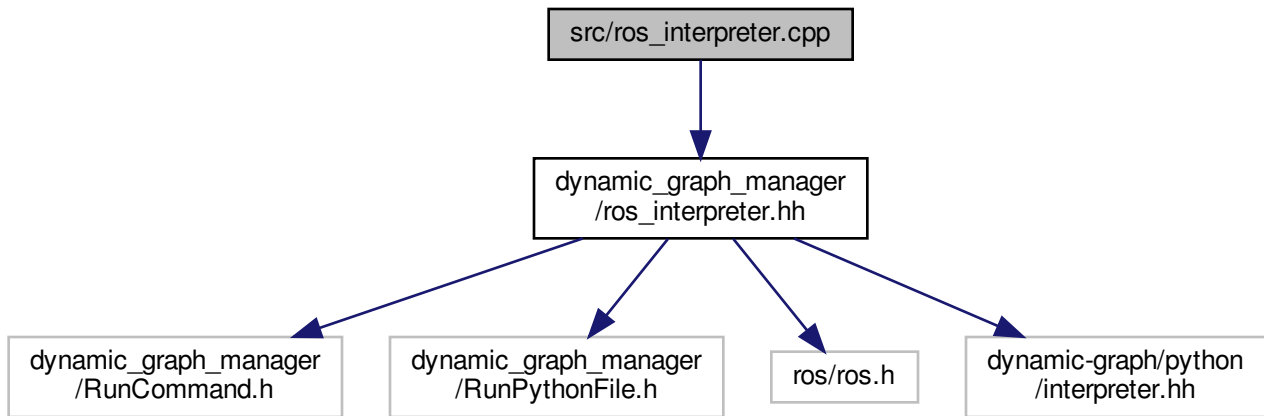 src/ros_interpreter.cpp
dynamic_graph_manager
/ros_interpreter.hh
dynamic_graph_manager
/RunCommand.h
dynamic_graph_manager
/RunPythonFile.h
ros/ros.h
dynamic-graph/python
/interpreter.hh